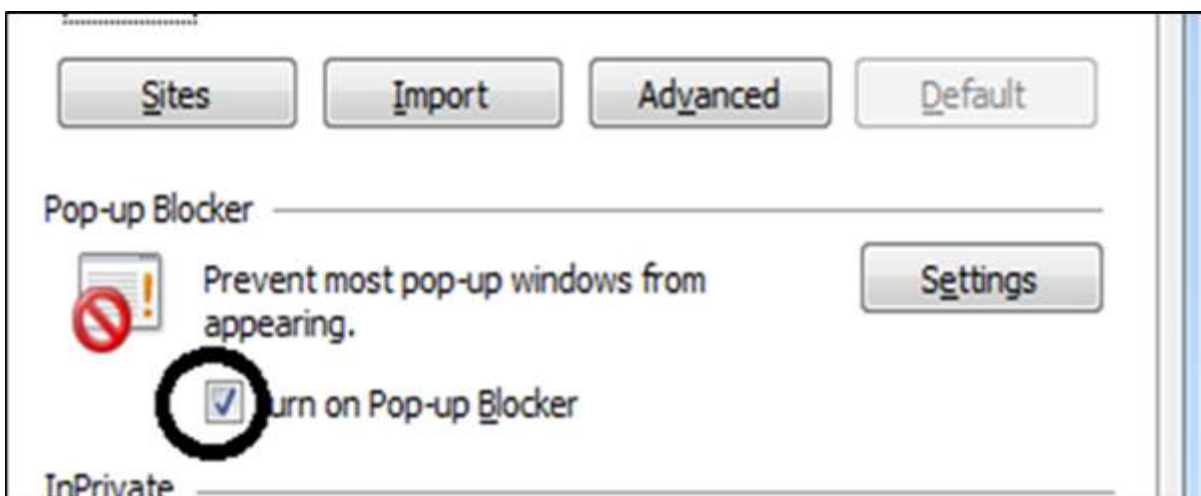 Sites Import Advanced Default
Pop-up Blocker
Prevent most pop-up windows from Settings
appearing.
urn on Pop-up Blocker
InPrivate